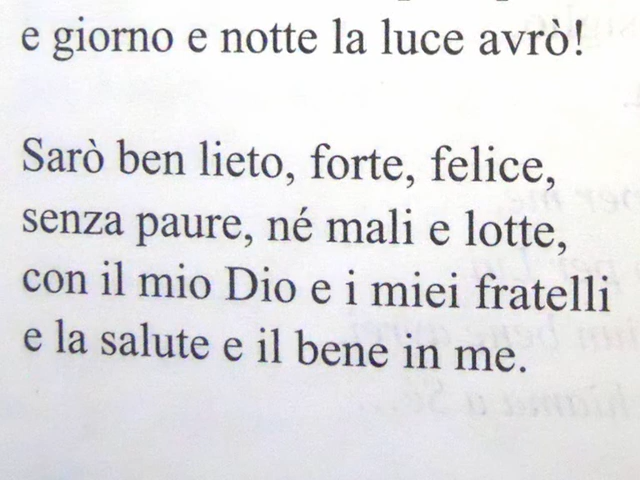 e giorno e notte la luce avrò!
Sarò ben lieto, forte, felice,
senza paure, né mali e lotte,
con il mio Dio e i miei fratelli
e la salute e il bene in me.